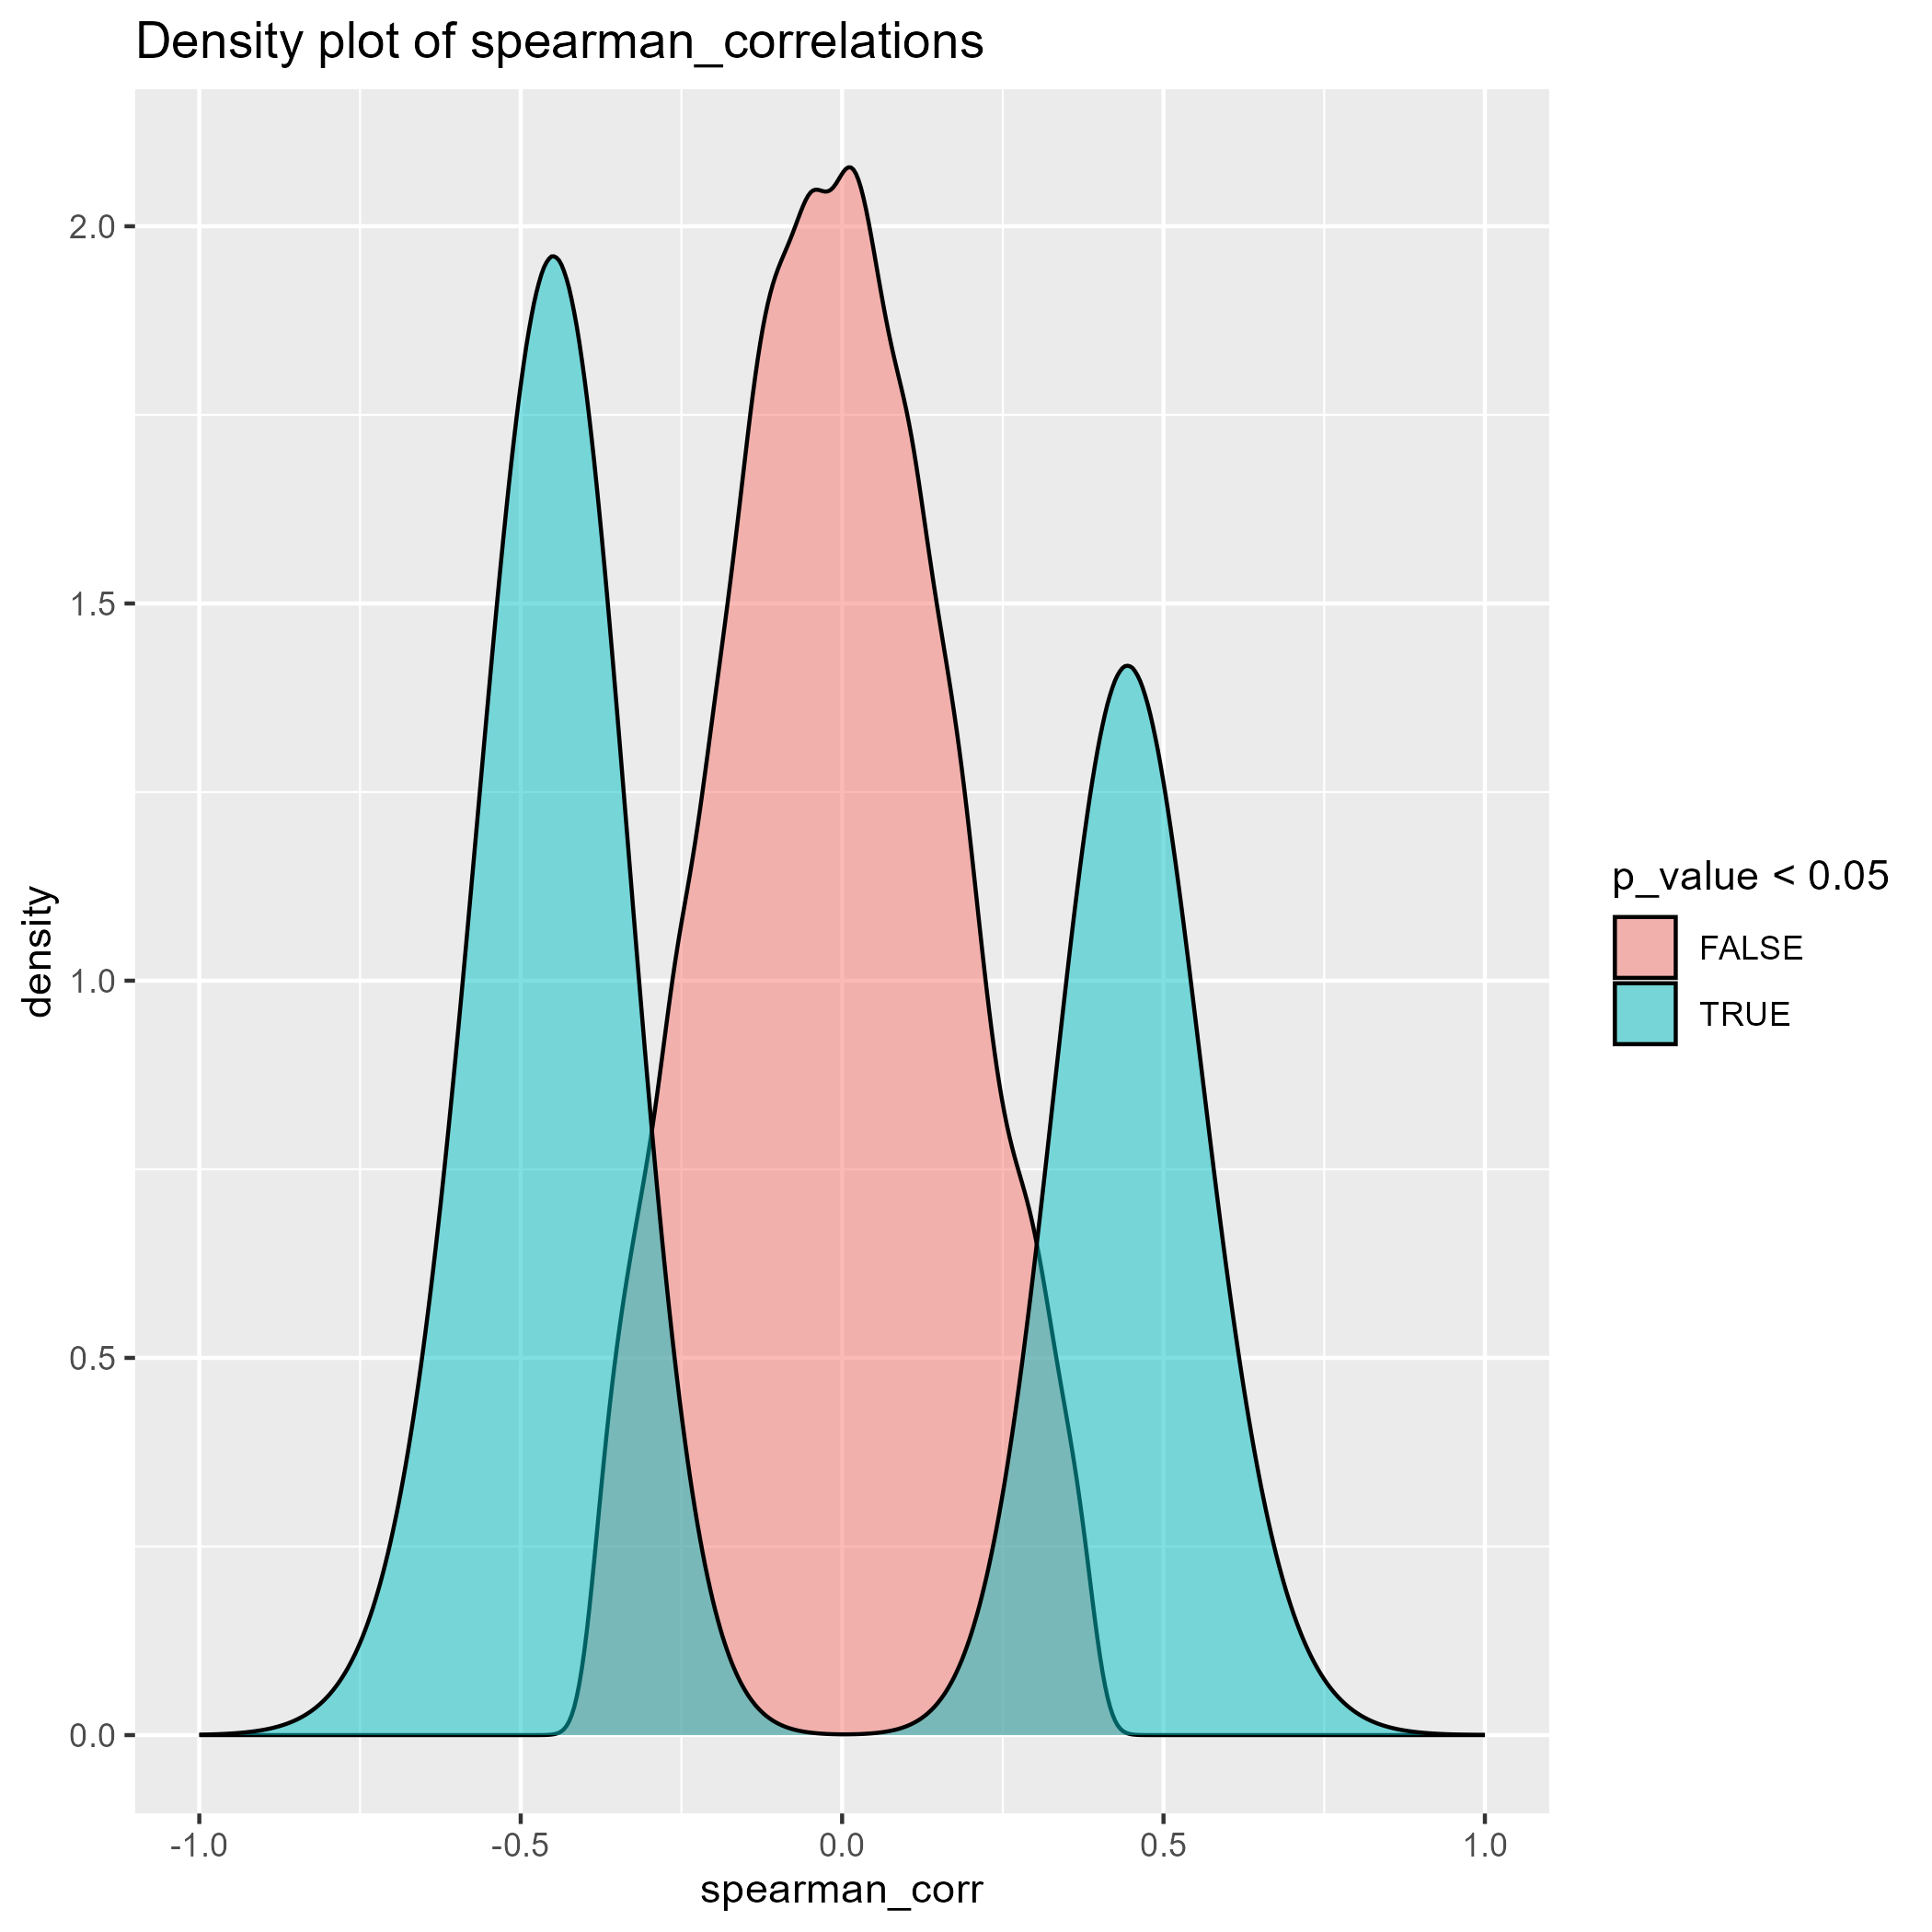 Density plot of spearman_correlations
density
2.0
1.5
1.0
0.5
0.0
-1.0 -0.5 0.0 0.5 1.0
spearman_corr
p_value < 0.05
FALSE
TRUE